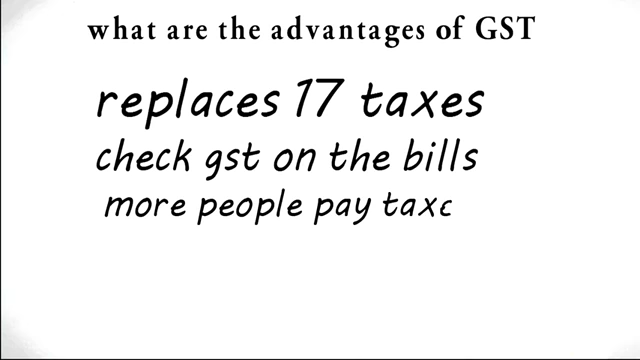 what are the advantages of GST
replaces 17 taxes
check gst on the bills
more people pay taxc